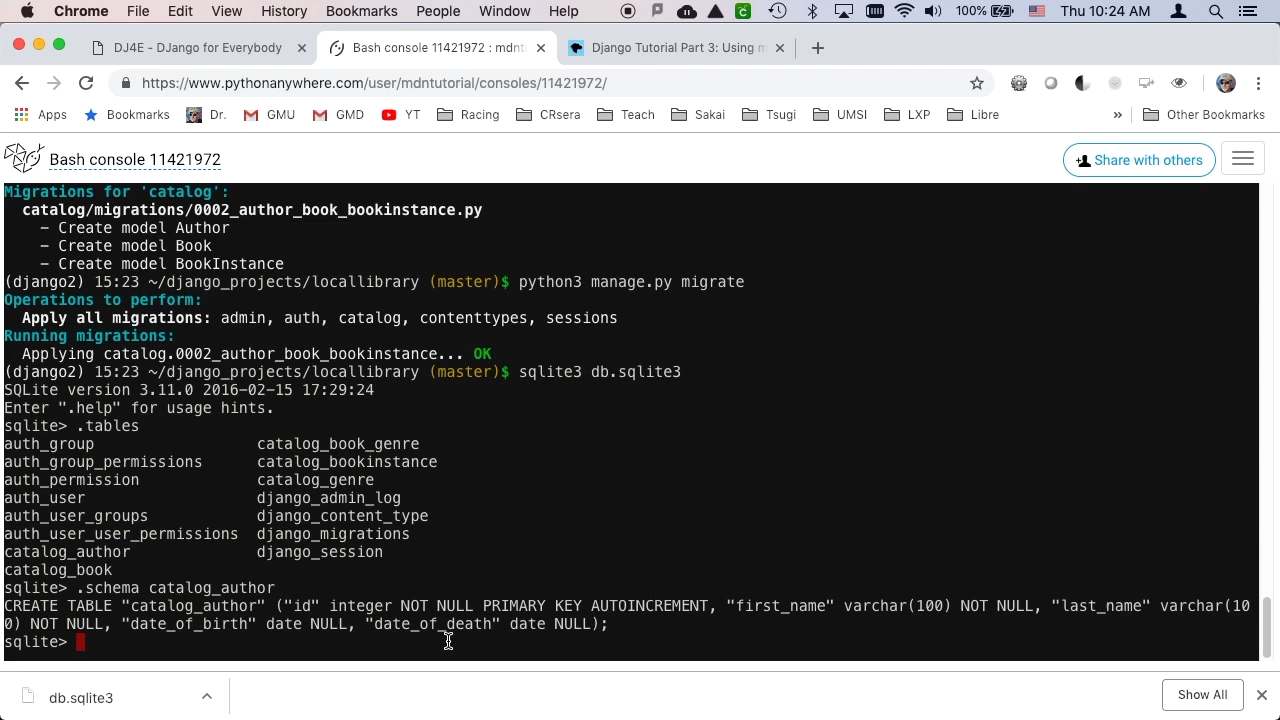 Chrome File Edit View History Bookmarks People Window Help 100% Thu 10:24 AM
DJ4E - DJango for Everybody Bash console 11421972 : mdnt Django Tutorial Part 3: Using m
https://www.pythonanywhere.com/user/mdntutorial/consoles/11421972/
Apps Bookmarks Dr. GMU GMD YT Racing CRsera Teach Sakai Tsugi UMSI LXP Libre » Other Bookmarks
Bash console 11421972 Share with others
Migrations for 'catalog':
catalog/migrations/0002_author_book_bookinstance.py
- Create model Author
- Create model Book
- Create model BookInstance
(django2) 15:23 ~/django_projects/locallibrary (master)$ python3 manage.py migrate
Operations to perform:
Apply all migrations: admin, auth, catalog, contenttypes, sessions
Running migrations:
Applying catalog.0002_author_book_bookinstance... OK
(django2) 15:23 ~/django_projects/locallibrary (master)$ sqlite3 db.sqlite3
SQLite version 3.11.0 2016-02-15 17:29:24
Enter ".help" for usage hints.
sqlite> .tables
auth_group catalog_book_genre
auth_group_permissions catalog_bookinstance
auth_permission catalog_genre
auth_user django_admin_log
auth_user_groups django_content_type
auth_user_user_permissions django_migrations
catalog_author django_session
catalog_book
sqlite> .schema catalog_author
CREATE TABLE "catalog_author" ("id" integer NOT NULL PRIMARY KEY AUTOINCREMENT, "first_name" varchar(100) NOT NULL, "last_name" varchar(10
0) NOT NULL, "date_of_birth" date NULL, "date_of_death" date NULL);
sqlite>
db.sqlite3 Show All